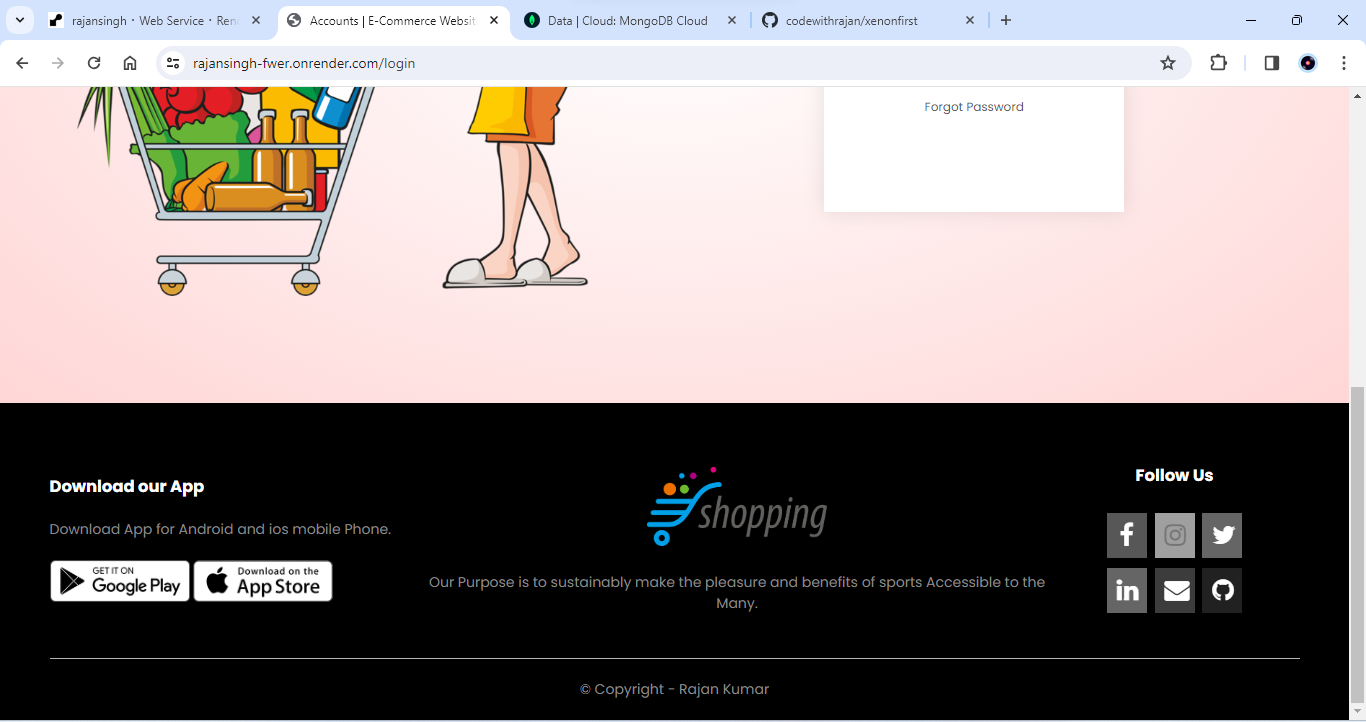 rajansingh · Web Service · Ren
Accounts | E-Commerce Websit
Data | Cloud: MongoDB Cloud
codewithrajan/xenonfirst
rajansingh-fwer.onrender.com/login
Forgot Password
Download our App
Download App for Android and ios mobile Phone.
GET IT ON
Google Play
Download on the
App Store
shopping
Our Purpose is to sustainably make the pleasure and benefits of sports Accessible to the
Many.
Follow Us
© Copyright - Rajan Kumar